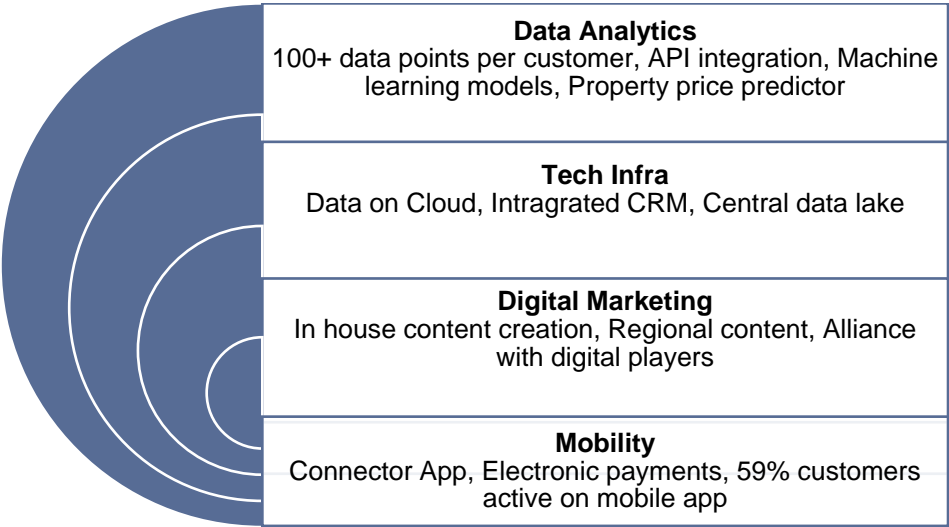 Data Analytics
100+ data points per customer, API integration, Machine
learning models, Property price predictor
Tech Infra
Data on Cloud, Intragrated CRM, Central data lake
Digital Marketing
In house content creation, Regional content, Alliance
with digital players
Mobility
Connector App, Electronic payments, 59% customers
active on mobile app